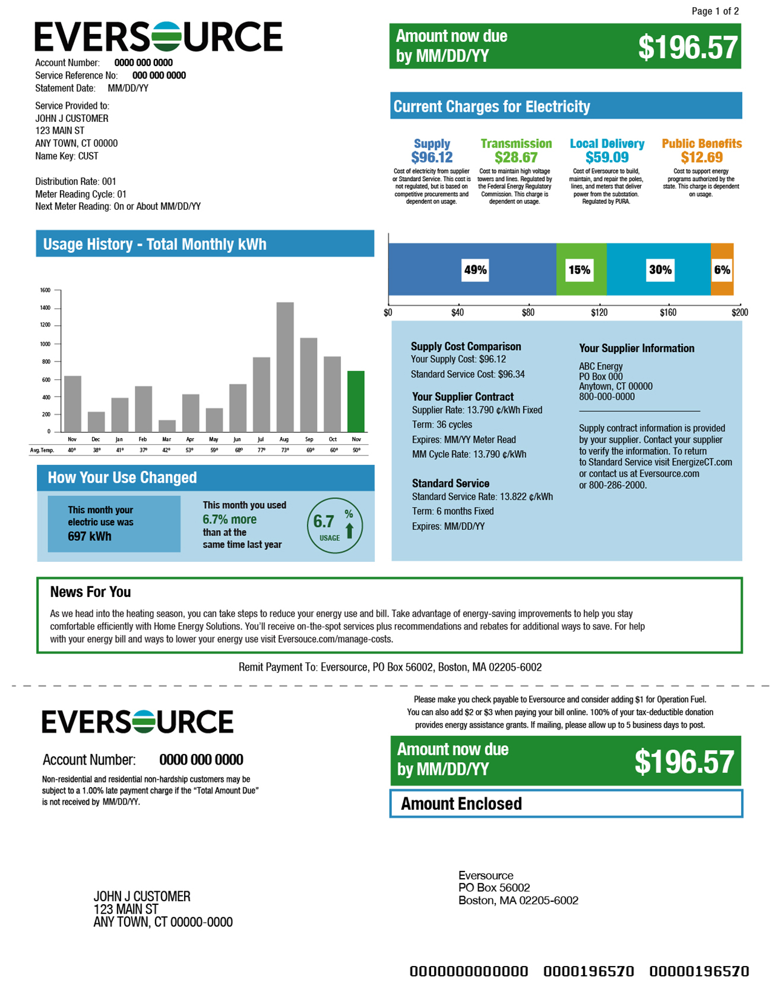 Page 1 of 2
EVERSOURCE
Account Number: 0000 000 0000
Service Reference No: 000 000 0000
Statement Date: MM/DD/YY
Service Provided to:
JOHN J CUSTOMER
123 MAIN ST
ANY TOWN, CT 00000
Name Key: CUST
Distribution Rate: 001
Meter Reading Cycle: 01
Next Meter Reading: On or About MM/DD/YY
Amount now due
by MM/DD/YY
$196.57
Current Charges for Electricity
Supply
$96.12
Cost of electricity from supplier
or Standard Service. This cost is
not regulated, but is based on
competitive procurements and
dependent on usage.
Transmission
$28.67
Cost to maintain high voltage
towers and lines. Regulated by
the Federal Energy Regulatory
Commission. This charge is
dependent on usage.
Local Delivery
$59.09
Cost of Eversource to build,
maintain, and repair the poles,
lines, and meters that deliver
power from the substation.
Regulated by PURA.
Public Benefits
$12.69
Cost to support energy
programs authorized by the
state. This charge is dependent
on usage.
49% 15% 30% 6%
$0 $40 $80 $120 $160 $200
Usage History - Total Monthly kWh
1600
1400
1200
1000
800
600
400
200
0
Nov Dec Jan Feb Mar Apr May Jun Jul Aug Sep Oct Nov
Avg. Temp. 40º 38º 41º 37º 42º 53º 59º 68º 77º 73º 69º 60º 50º
How Your Use Changed
This month your
electric use was
697 kWh
This month you used
6.7% more
than at the
same time last year
6.7 %
USAGE
Supply Cost Comparison
Your Supply Cost: $96.12
Standard Service Cost: $96.34
Your Supplier Contract
Supplier Rate: 13.790 ¢/kWh Fixed
Term: 36 cycles
Expires: MM/YY Meter Read
MM Cycle Rate: 13.790 ¢/kWh
Standard Service
Standard Service Rate: 13.822 ¢/kWh
Term: 6 months Fixed
Expires: MM/DD/YY
Your Supplier Information
ABC Energy
PO Box 000
Anytown, CT 00000
800-000-0000
Supply contract information is provided
by your supplier. Contact your supplier
to verify the information. To return
to Standard Service visit EnergizeCT.com
or contact us at Eversource.com
or 800-286-2000.
News For You
As we head into the heating season, you can take steps to reduce your energy use and bill. Take advantage of energy-saving improvements to help you stay
comfortable efficiently with Home Energy Solutions. You'll receive on-the-spot services plus recommendations and rebates for additional ways to save. For help
with your energy bill and ways to lower your energy use visit Eversouce.com/manage-costs.
Remit Payment To: Eversource, PO Box 56002, Boston, MA 02205-6002
EVERSOURCE
Account Number: 0000 000 0000
Non-residential and residential non-hardship customers may be
subject to a 1.00% late payment charge if the “Total Amount Due”
is not received by MM/DD/YY.
Please make you check payable to Eversource and consider adding $1 for Operation Fuel.
You can also add $2 or $3 when paying your bill online. 100% of your tax-deductible donation
provides energy assistance grants. If mailing, please allow up to 5 business days to post.
Amount now due
by MM/DD/YY
$196.57
Amount Enclosed
JOHN J CUSTOMER
123 MAIN ST
ANY TOWN, CT 00000-0000
Eversource
PO Box 56002
Boston, MA 02205-6002
0000000000000 0000196570 00000196570